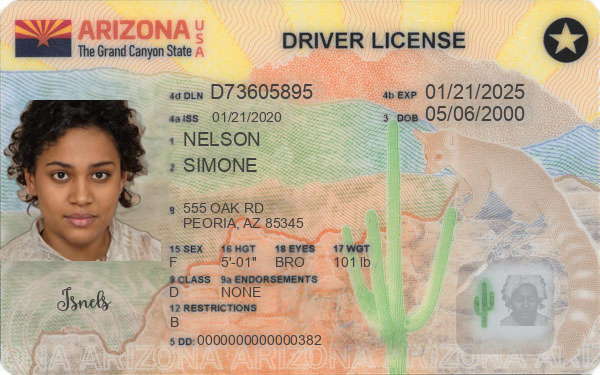 ARIZONA USA
The Grand Canyon State
DRIVER LICENSE
4d DLN D73605895
4b EXP 01/21/2025
4a ISS 01/21/2020
3 DOB 05/06/2000
1 NELSON
2 SIMONE
8 555 OAK RD
PEORIA, AZ 85345
15 SEX 16 HGT 18 EYES 17 WGT
F 5'-01" BRO 101 lb
9 CLASS 9a ENDORSEMENTS
D NONE
12 RESTRICTIONS
B
5 DD: 0000000000000382
Jsnels
ARIZONA ARIZONA ARIZONA ARIZONA